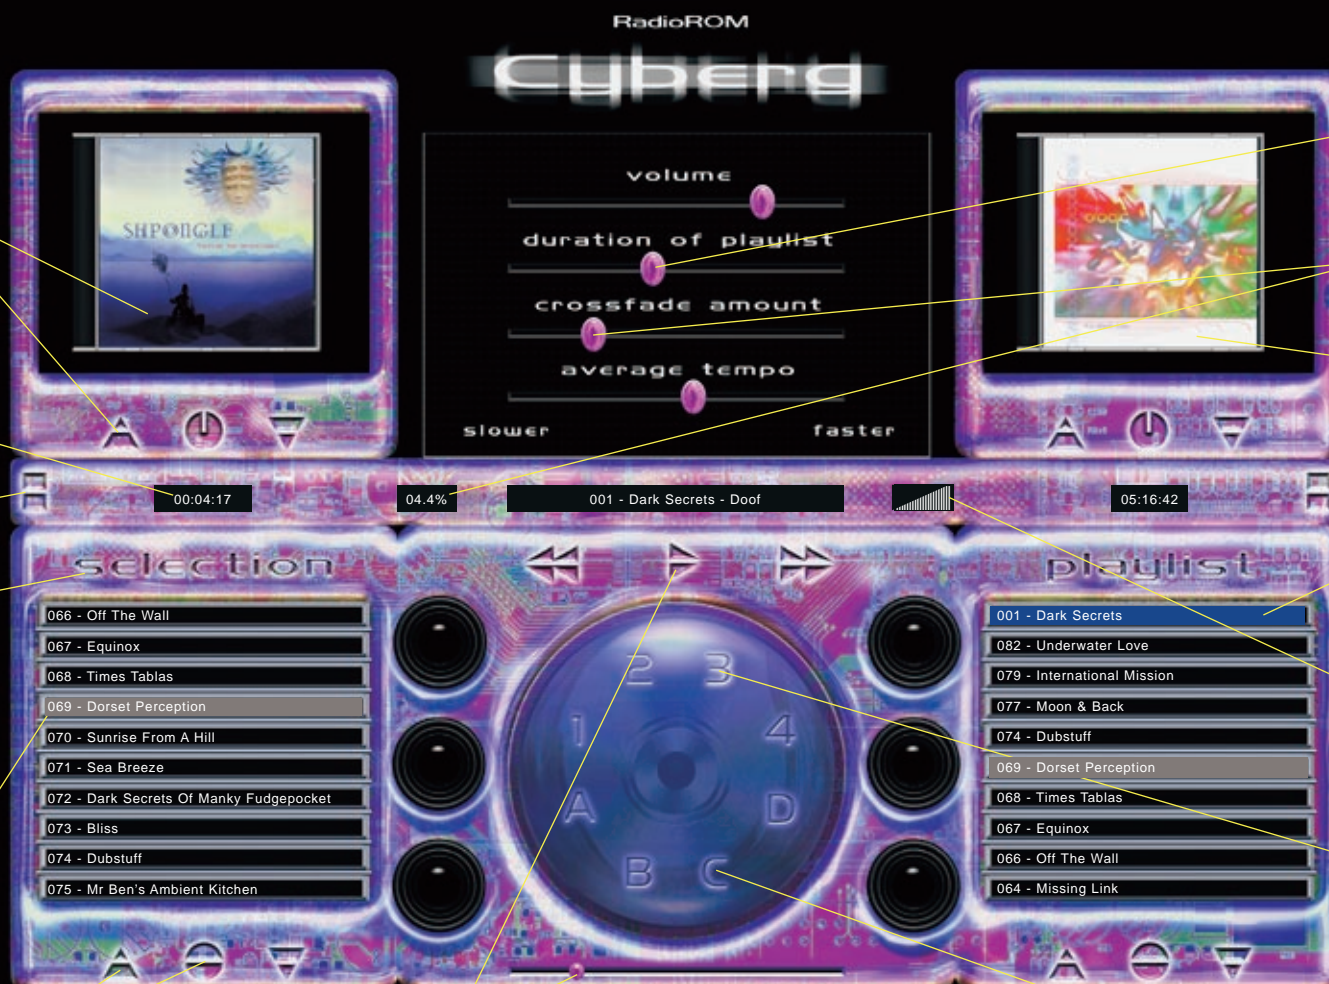 RadioROM
Cyberg
SHPONGLE
volume
duration of playlist
crossfade amount
average tempo
slower
faster
00:04:17
04.4%
001 - Dark Secrets - Doof
05:16:42
selection
playlist
066 - Off The Wall
067 - Equinox
068 - Times Tablas
069 - Dorset Perception
070 - Sunrise From A Hill
071 - Sea Breeze
072 - Dark Secrets Of Manky Fudgepocket
073 - Bliss
074 - Dubstuff
075 - Mr Ben's Ambient Kitchen
2 3
1 4
A D
B C
001 - Dark Secrets
082 - Underwater Love
079 - International Mission
077 - Moon & Back
074 - Dubstuff
069 - Dorset Perception
068 - Times Tablas
067 - Equinox
066 - Off The Wall
064 - Missing Link